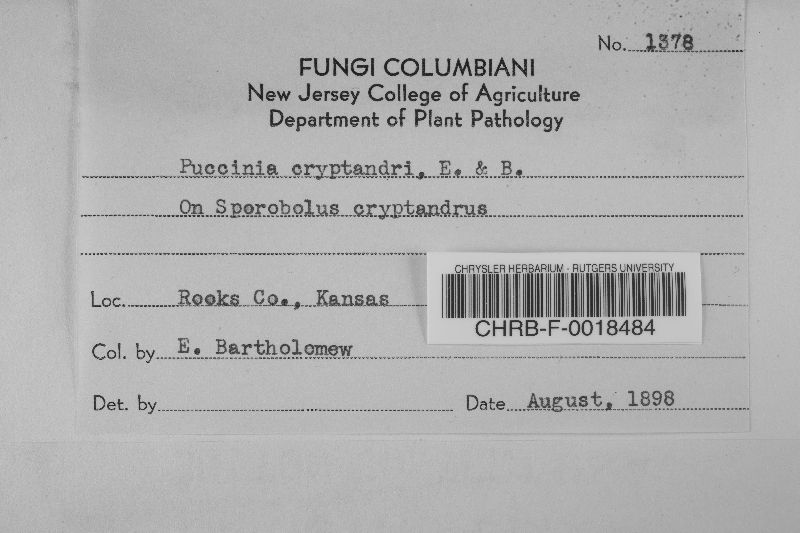 No. 1378
FUNGI COLUMBIANI
New Jersey College of Agriculture
Department of Plant Pathology
Puccinia cryptandri, E. & B.
On Sporobolus cryptandrus
CHRYSLER HERBARIUM - RUTGERS UNIVERSITY
CHRB-F-0018484
Loc. Rooks Co., Kansas
Col. by E. Bartholomew
Det. by
Date August, 1898